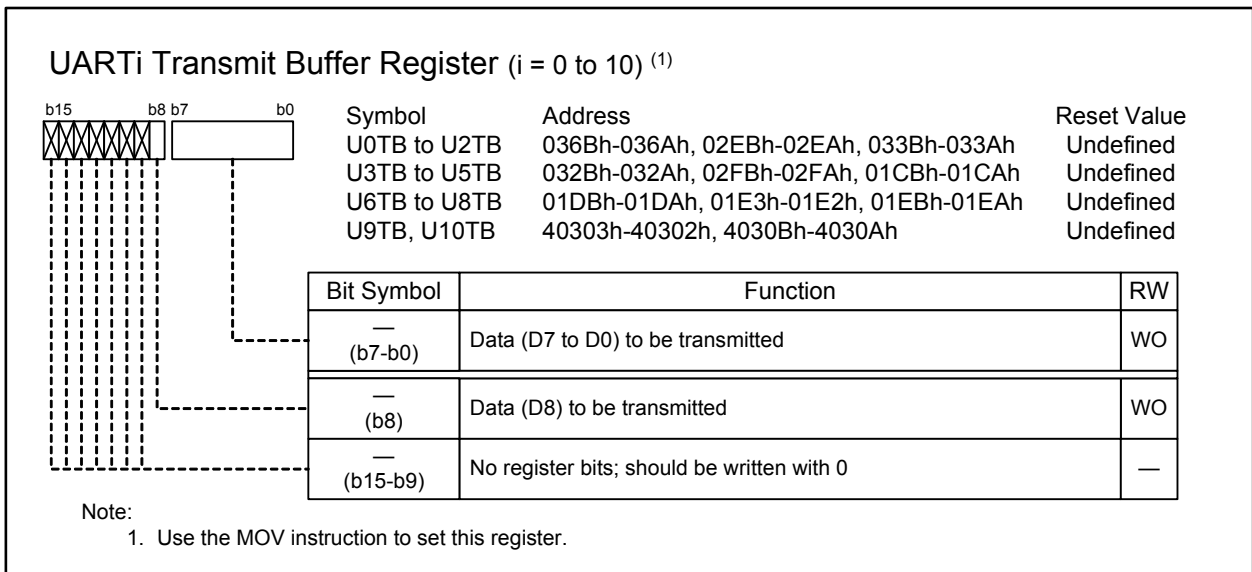 UARTi Transmit Buffer Register (i = 0 to 10) (1)
b15 b8 b7 b0
Symbol Address Reset Value
U0TB to U2TB 036Bh-036Ah, 02EBh-02EAh, 033Bh-033Ah Undefined
U3TB to U5TB 032Bh-032Ah, 02FBh-02FAh, 01CBh-01CAh Undefined
U6TB to U8TB 01DBh-01DAh, 01E3h-01E2h, 01EBh-01EAh Undefined
U9TB, U10TB 40303h-40302h, 4030Bh-4030Ah Undefined
Bit Symbol Function RW
—
(b7-b0) Data (D7 to D0) to be transmitted WO
—
(b8) Data (D8) to be transmitted WO
—
(b15-b9) No register bits; should be written with 0 —
Note:
1. Use the MOV instruction to set this register.